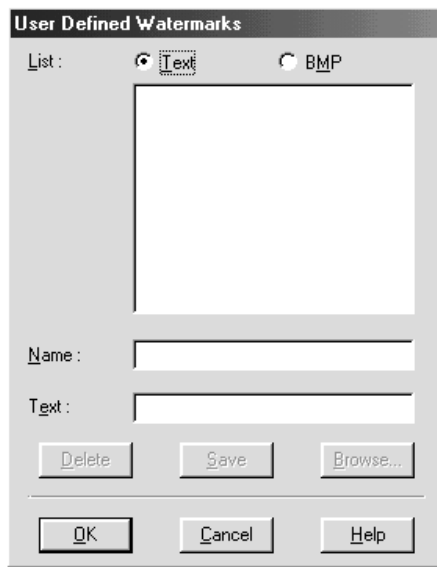 User Defined Watermarks
List : Text BMP
Name :
Text :
Delete Save Browse...
OK Cancel Help